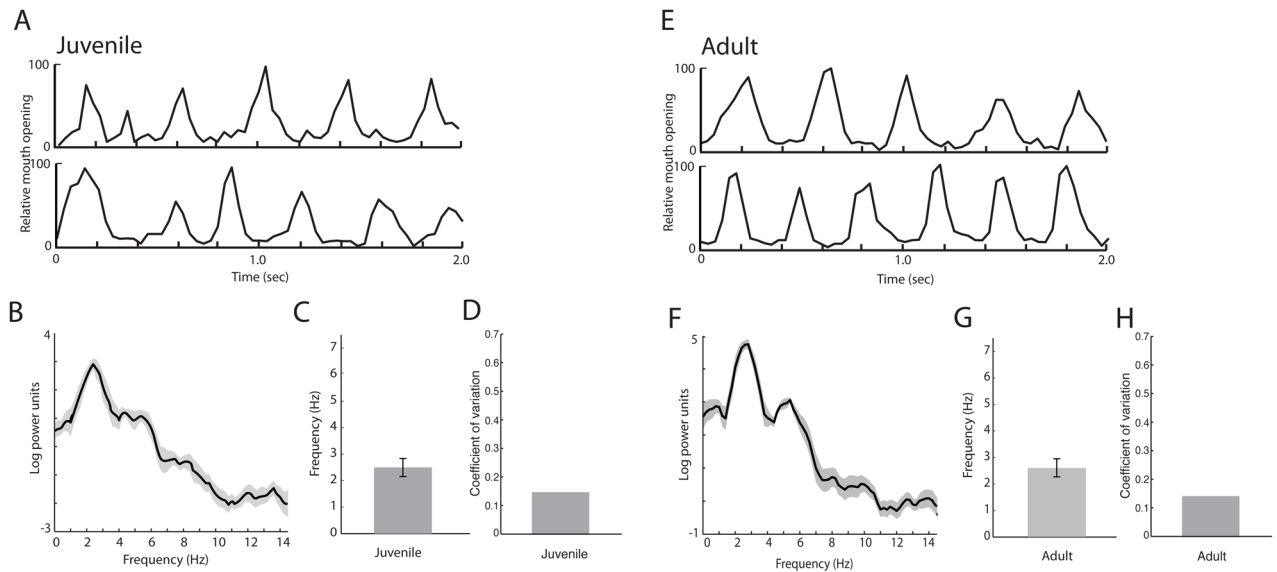 A
Juvenile
100
0
Relative mouth opening
100
0
0 1.0 2.0
Time (sec)
E
Adult
100
0
Relative mouth opening
100
0
0 1.0 2.0
Time (sec)
B
4
-3
Log power units
0 2 4 6 8 10 12 14
Frequency (Hz)
C
7
6
5
4
3
2
1
0
Frequency (Hz)
Juvenile
D
0.7
0.6
0.5
0.4
0.3
0.2
0.1
0
Coefficient of variation
Juvenile
F
5
-1
Log power units
0 2 4 6 8 10 12 14
Frequency (Hz)
G
7
6
5
4
3
2
1
0
Frequency (Hz)
Adult
H
0.7
0.6
0.5
0.4
0.3
0.2
0.1
0
Coefficient of variation
Adult